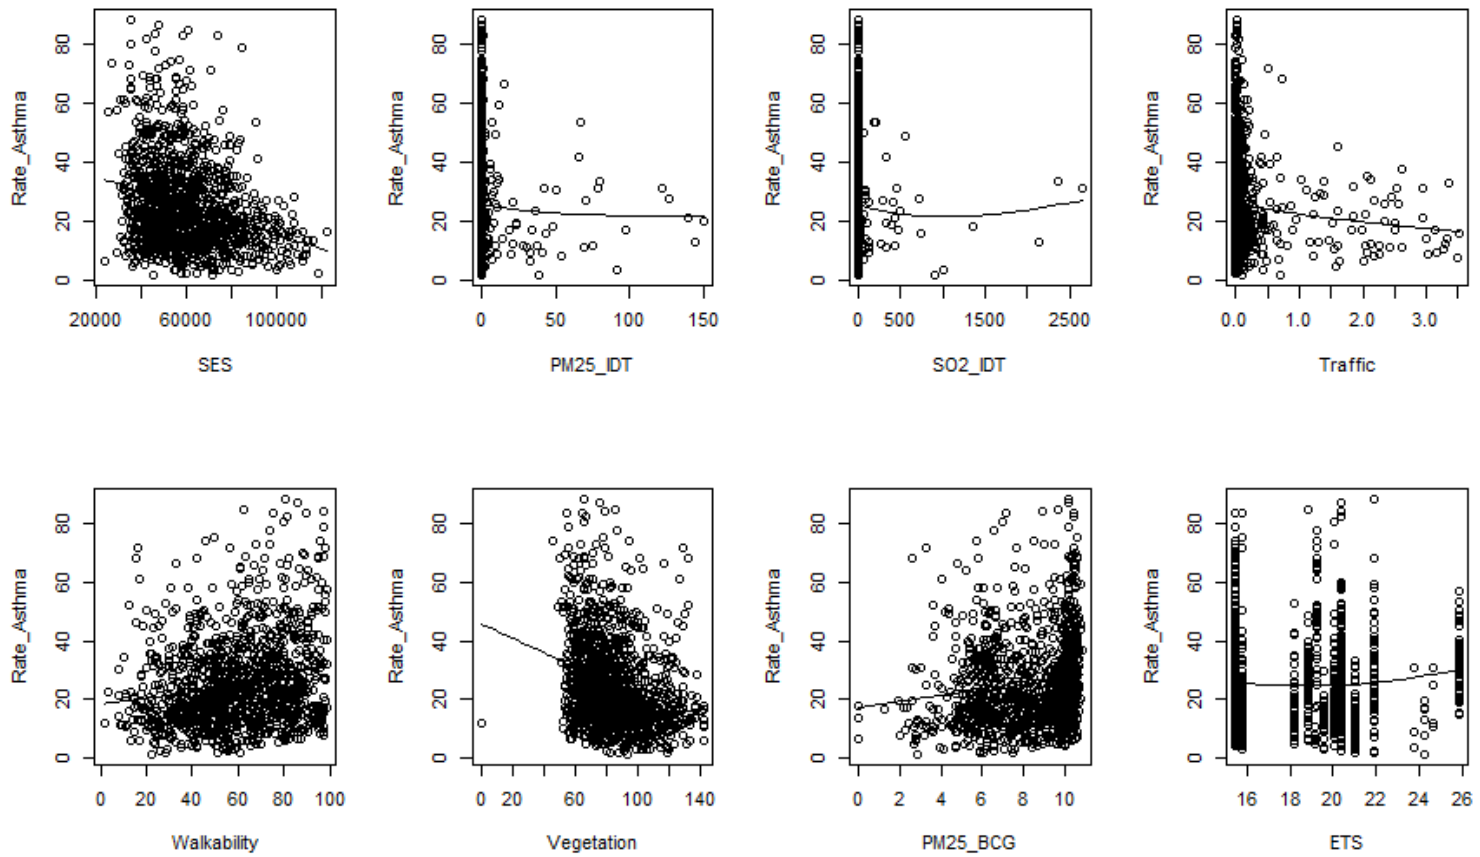 Rate_Asthma
0 20 40 60 80
20000 60000 100000
SES
Rate_Asthma
0 20 40 60 80
0 50 100 150
PM25_IDT
Rate_Asthma
0 20 40 60 80
0 500 1500 2500
SO2_IDT
Rate_Asthma
0 20 40 60 80
0.0 1.0 2.0 3.0
Traffic
Rate_Asthma
0 20 40 60 80
0 20 40 60 80 100
Walkability
Rate_Asthma
0 20 40 60 80
0 20 60 100 140
Vegetation
Rate_Asthma
0 20 40 60 80
0 2 4 6 8 10
PM25_BCG
Rate_Asthma
0 20 40 60 80
16 18 20 22 24 26
ETS